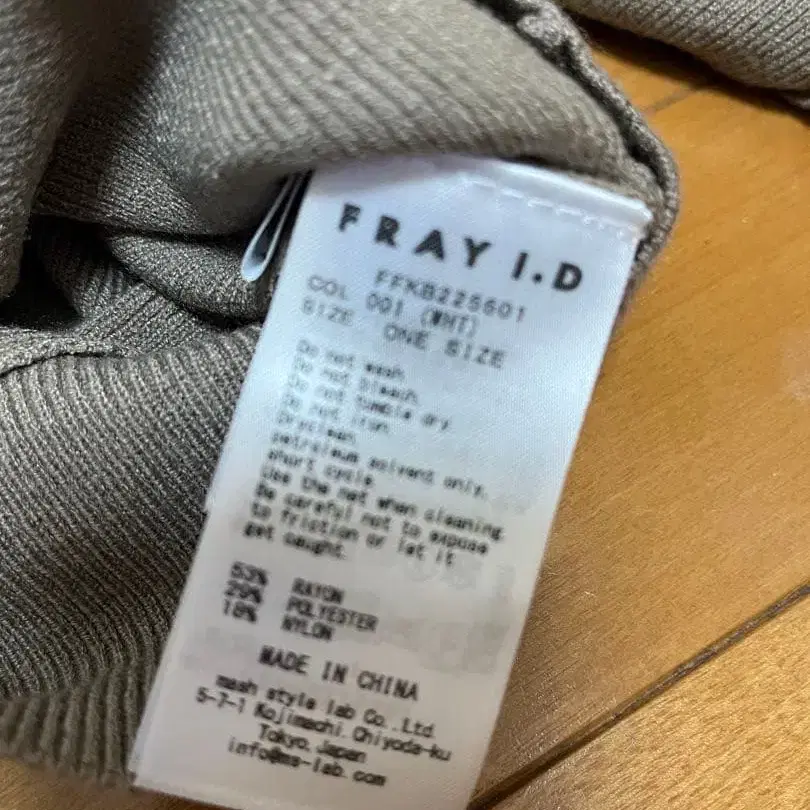 FRAY I.D
FFKB225601
COL 001 (WHT)
SIZE ONE SIZE
Do not wash
Do not bleach
Do not tumble dry
Do not iron
Dryclean
petroleum solvent only,
short cycle.
Use the net when cleaning
Be careful not to expose
to friction or let it
get caught.
53% RAYON
29% POLYESTER
18% NYLON
MADE IN CHINA
mash style lab Co.,Ltd.
5-7-1 Kojimachi,Chiyoda-ku
Tokyo,Japan
info@ms-lab.com